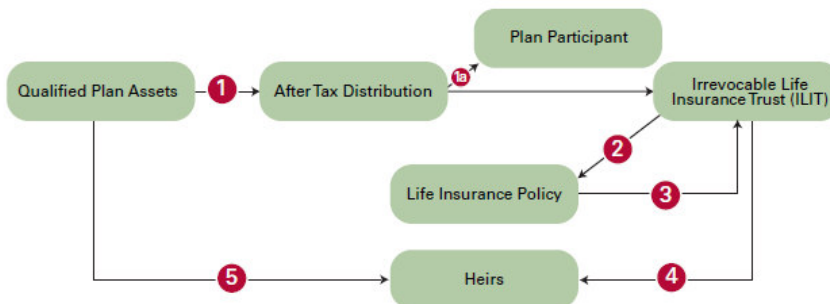 Plan Participant
Qualified Plan Assets
1
After Tax Distribution
1a
Irrevocable Life
Insurance Trust (ILIT)
2
Life Insurance Policy
3
5
Heirs
4